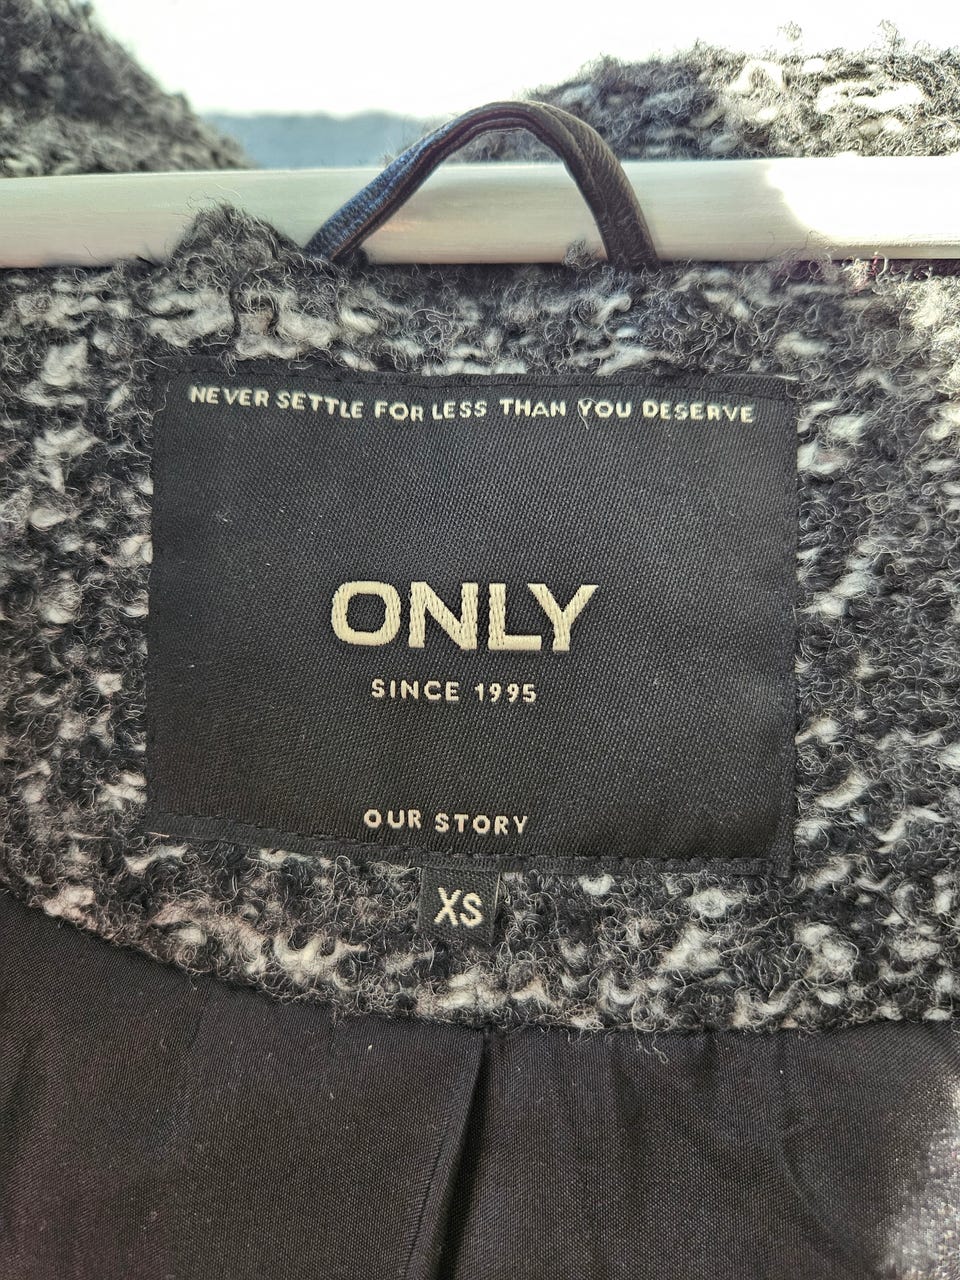 NEVER SETTLE FOR LESS THAN YOU DESERVE
ONLY
SINCE 1995
OUR STORY
XS